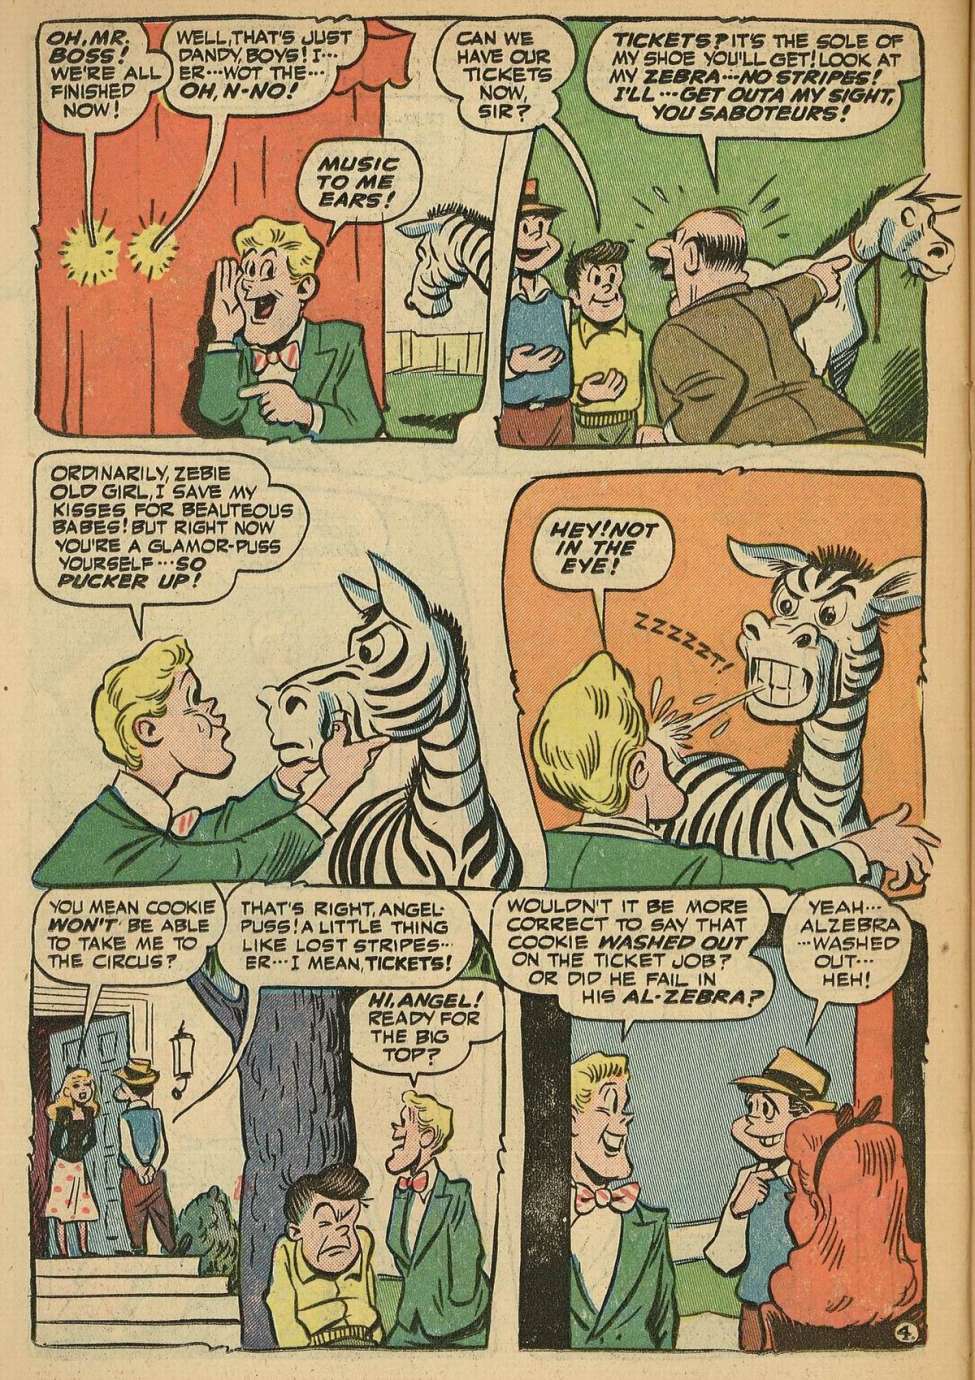 OH, MR.
BOSS!
WE'RE ALL
FINISHED
NOW!
WELL, THAT'S JUST
DANDY, BOYS! I---
ER---WOT THE---
OH, N-NO!
MUSIC
TO ME
EARS!
CAN WE
HAVE OUR
TICKETS
NOW,
SIR?
TICKETS? IT'S THE SOLE OF
MY SHOE YOU'LL GET! LOOK AT
MY ZEBRA---NO STRIPES!
I'LL---GET OUTA MY SIGHT,
YOU SABOTEURS!
ORDINARILY, ZEBIE
OLD GIRL, I SAVE MY
KISSES FOR BEAUTEOUS
BABES! BUT RIGHT NOW
YOU'RE A GLAMOR-PUSS
YOURSELF---SO
PUCKER UP!
HEY! NOT
IN THE
EYE!
ZZZZZT!
YOU MEAN COOKIE
WON'T BE ABLE
TO TAKE ME TO
THE CIRCUS?
THAT'S RIGHT, ANGEL-
PUSS! A LITTLE THING
LIKE LOST STRIPES--
ER---I MEAN, TICKETS!
HI, ANGEL!
READY FOR
THE BIG
TOP?
WOULDN'T IT BE MORE
CORRECT TO SAY THAT
COOKIE WASHED OUT
ON THE TICKET JOB?
OR DID HE FAIL IN
HIS AL-ZEBRA?
YEAH---
ALZEBRA
---WASHED
OUT---
HEH!
4.